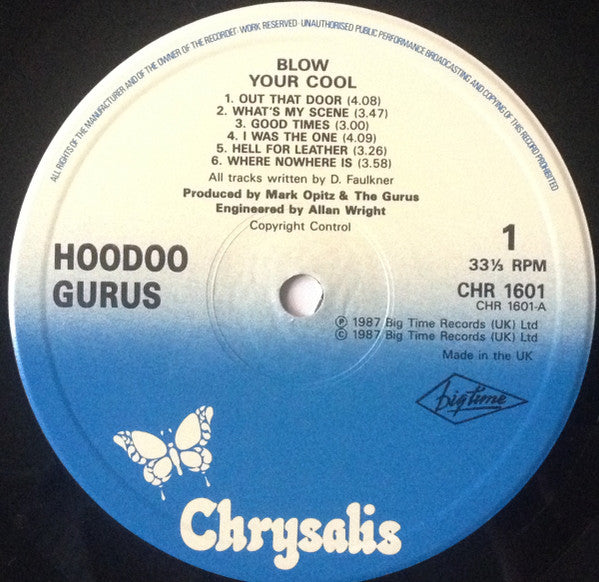 ALL RIGHTS OF THE MANUFACTURER AND OF THE OWNER OF THE RECORDED WORK RESERVED · UNAUTHORISED PUBLIC PERFORMANCE BROADCASTING AND COPYING OF THIS RECORD PROHIBITED
BLOW
YOUR COOL
1. OUT THAT DOOR (4.08)
2. WHAT'S MY SCENE (3.47)
3. GOOD TIMES (3.00)
4. I WAS THE ONE (4.09)
5. HELL FOR LEATHER (3.26)
6. WHERE NOWHERE IS (3.58)
All tracks written by D. Faulkner
Produced by Mark Opitz & The Gurus
Engineered by Allan Wright
Copyright Control
HOODOO
GURUS
1
33⅓ RPM
CHR 1601
CHR 1601-A
℗ 1987 Big Time Records (UK) Ltd
© 1987 Big Time Records (UK) Ltd
Made in the UK
big time
Chrysalis